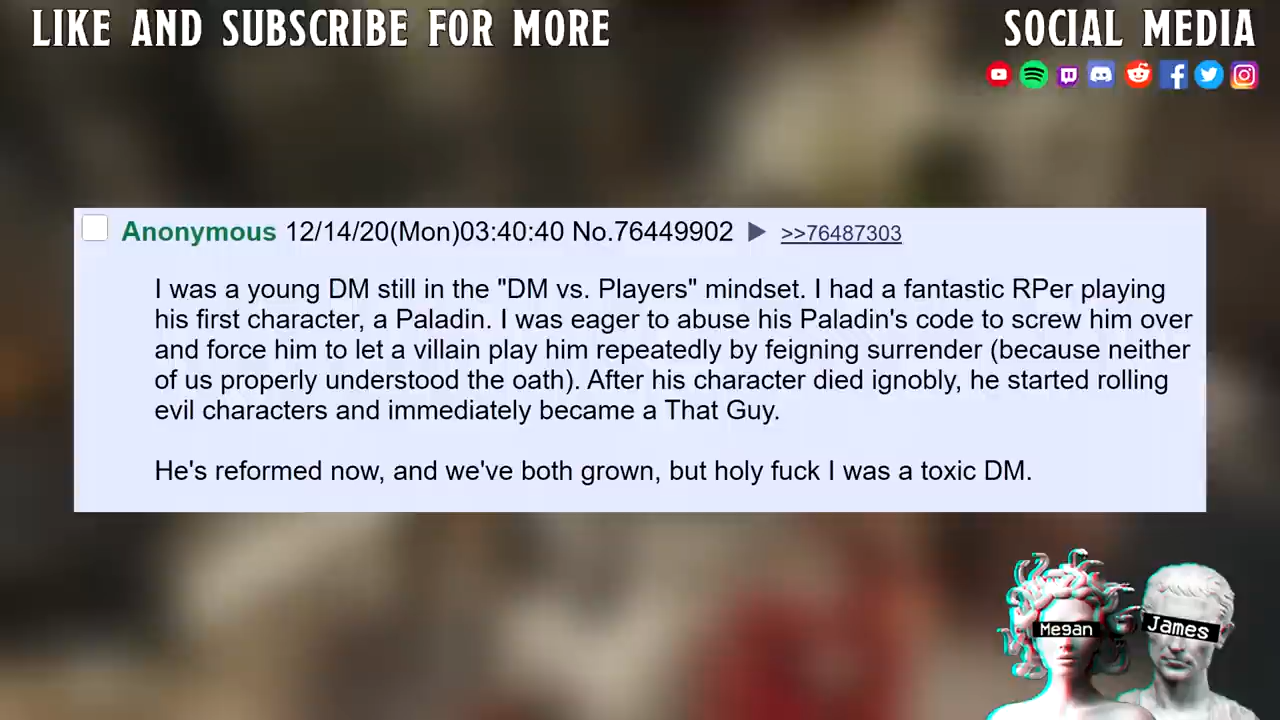 LIKE AND SUBSCRIBE FOR MORE
SOCIAL MEDIA
Anonymous 12/14/20(Mon)03:40:40 No.76449902 ▶ >>76487303
I was a young DM still in the "DM vs. Players" mindset. I had a fantastic RPer playing
his first character, a Paladin. I was eager to abuse his Paladin's code to screw him over
and force him to let a villain play him repeatedly by feigning surrender (because neither
of us properly understood the oath). After his character died ignobly, he started rolling
evil characters and immediately became a That Guy.
He's reformed now, and we've both grown, but holy fuck I was a toxic DM.
Megan
James